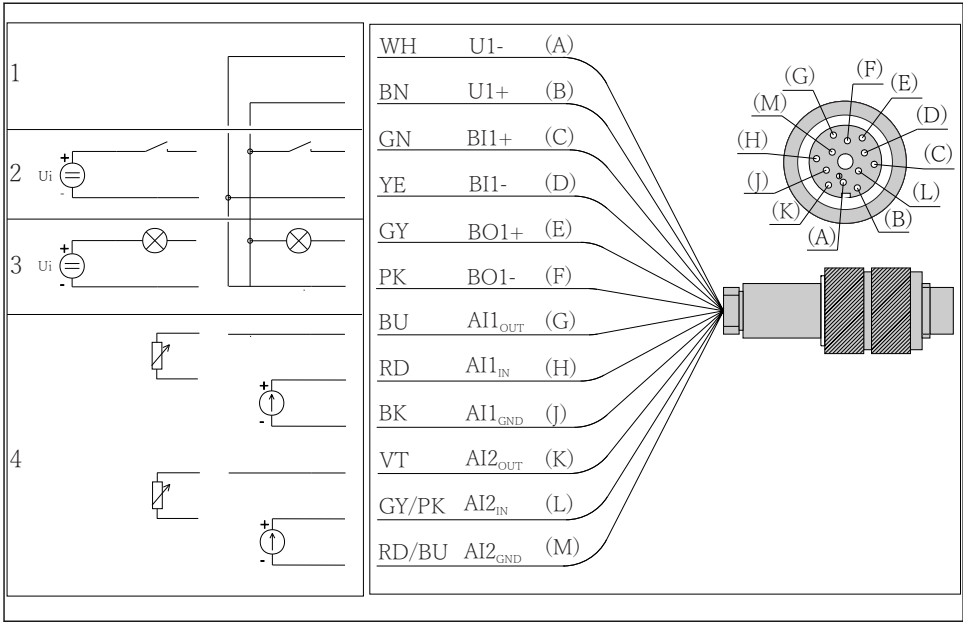 1
2
+
Ui
-
3
+
Ui
-
4
+
-
+
-
WH U1- (A)
BN U1+ (B)
GN BI1+ (C)
YE BI1- (D)
GY BO1+ (E)
PK BO1- (F)
BU AI1OUT (G)
RD AI1IN (H)
BK AI1GND (J)
VT AI2OUT (K)
GY/PK AI2IN (L)
RD/BU AI2GND (M)
(F)
(G)
(E)
(M)
(D)
(H)
(C)
(J)
(L)
(K)
(B)
(A)